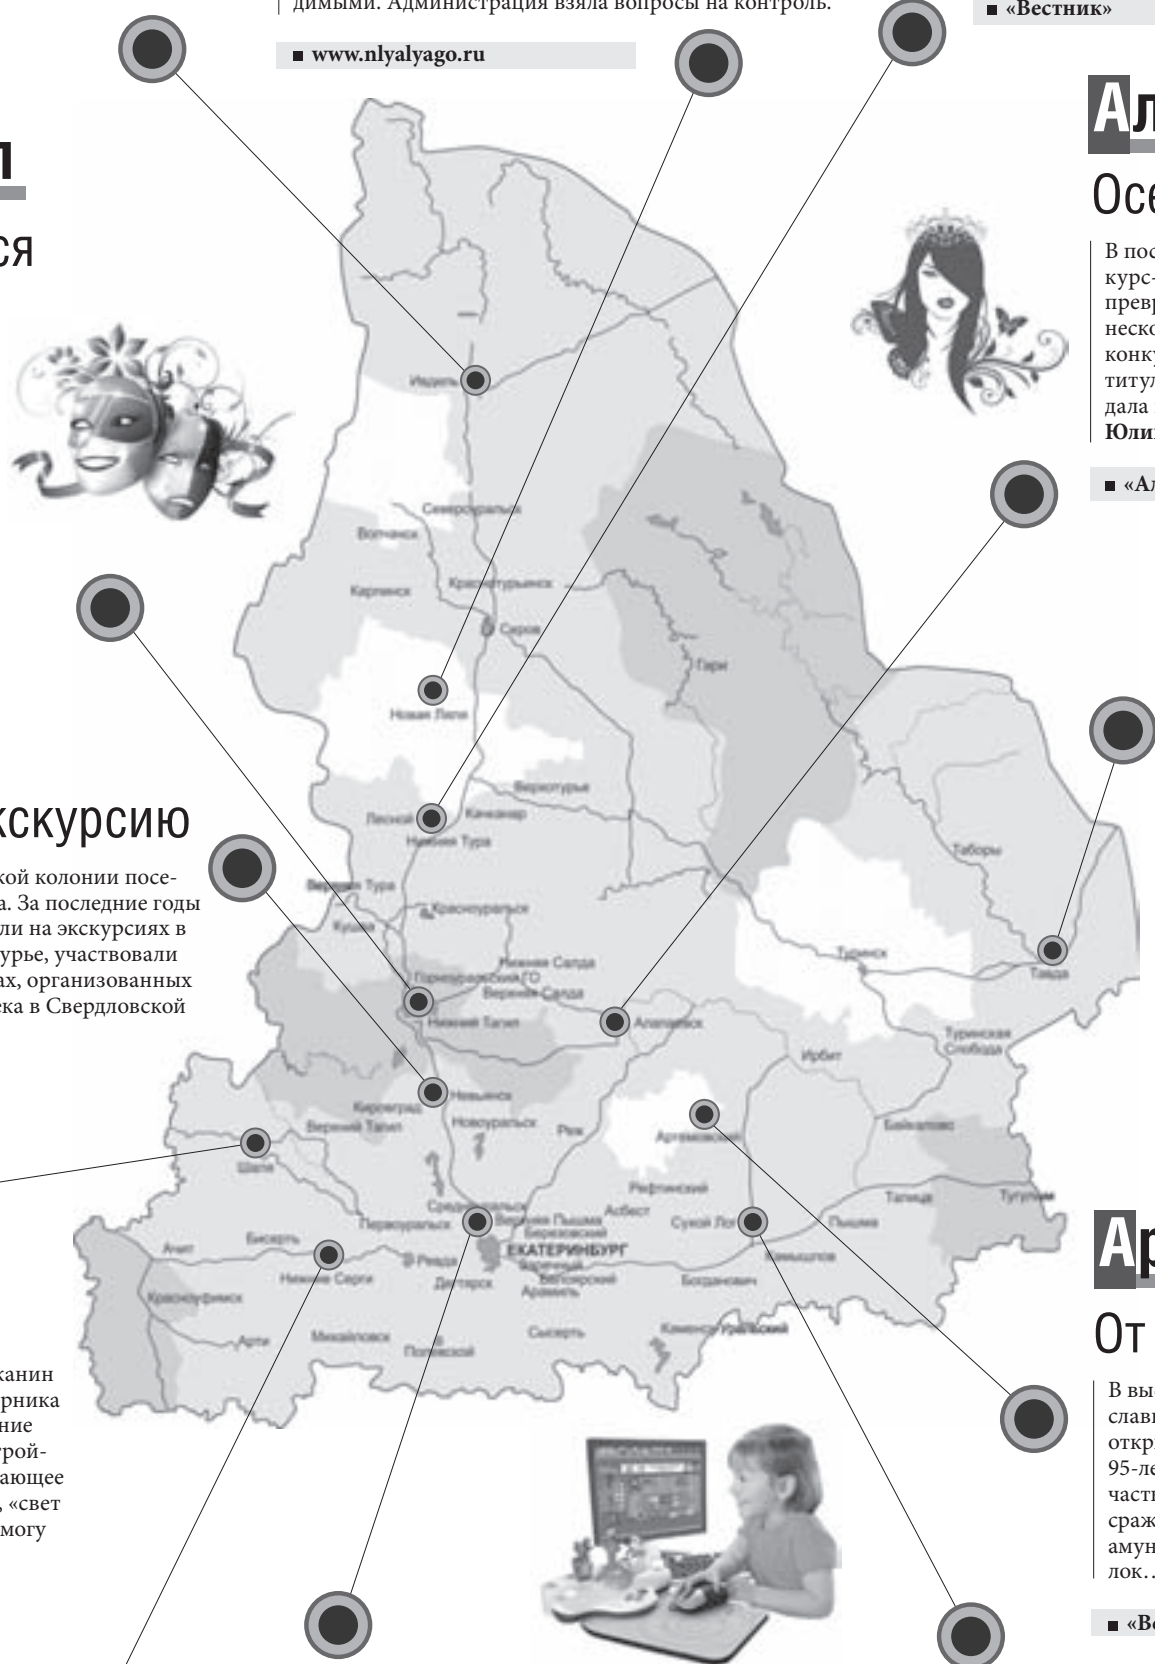 димыми. Администрация взяла вопросы на контроль.
■ www.nlyalyago.ru
■ «Вестник»
Ал
Осе
В пос
курс-
превр
неско
конку
титул
дала
Юли
■ «Ал
л
ся
кскурсию
кой колонии посе-
а. За последние годы
ли на экскурсиях в
урье, участвовали
ах, организованных
ека в Свердловской
канин
рника
ние
трой-
ающее
, «свет
могу
Ар
От
В вы
слав
откр
95-ле
част
сраж
амун
лок…
■ «Ве
Ивдель
Североуральск
Волчанск
Карпинск
Краснотурьинск
Серов
Гари
Новая Ляля
Верхотурье
Лесной
Качканар
Нижняя Тура
Таборы
Верхняя Тура
Красноуральск
Кушва
Туринск
Тавда
Нижняя Салда
Горноуральский ГО
Верхняя Салда
Нижний Тагил
Алапаевск
Туринская
Слобода
Ирбит
Невьянск
Кировград
Верхний Тагил
Новоуральск
Реж
Артемовский
Байкалово
Шаля
Рефтинский
Талица
Тугулым
Среднеуральск
Первоуральск
Верхняя Пышма
Асбест
Сухой Лог
Пышма
Березовский
Ачит
Бисерть
Ревда
ЕКАТЕРИНБУРГ
Заречный
Камышлов
Нижние Серги
Дегтярск
Белоярский
Богданович
Красноуфимск
Арамиль
Арти
Михайловск
Полевской
Сысерть
Каменск-Уральский